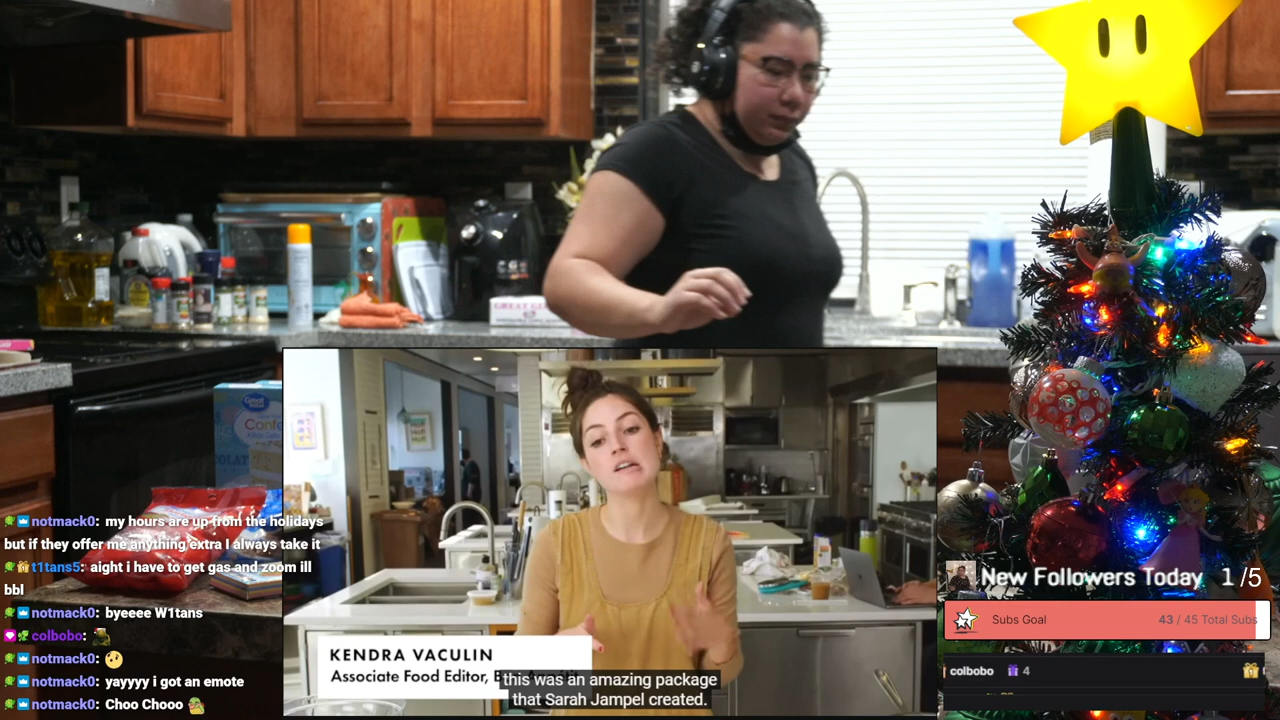 GREAT
Great Value
notmack0: my hours are up from the holidays
but if they offer me anything extra I always take it
t1tans5: aight i have to get gas and zoom ill
bbl
notmack0: byeeee W1tans
colbobo:
notmack0:
notmack0: yayyyy i got an emote
notmack0: Choo Chooo
KENDRA VACULIN
Associate Food Editor,
this was an amazing package
that Sarah Jampel created.
New Followers Today 1 /5
Subs Goal 43 / 45 Total Subs
colbobo 4